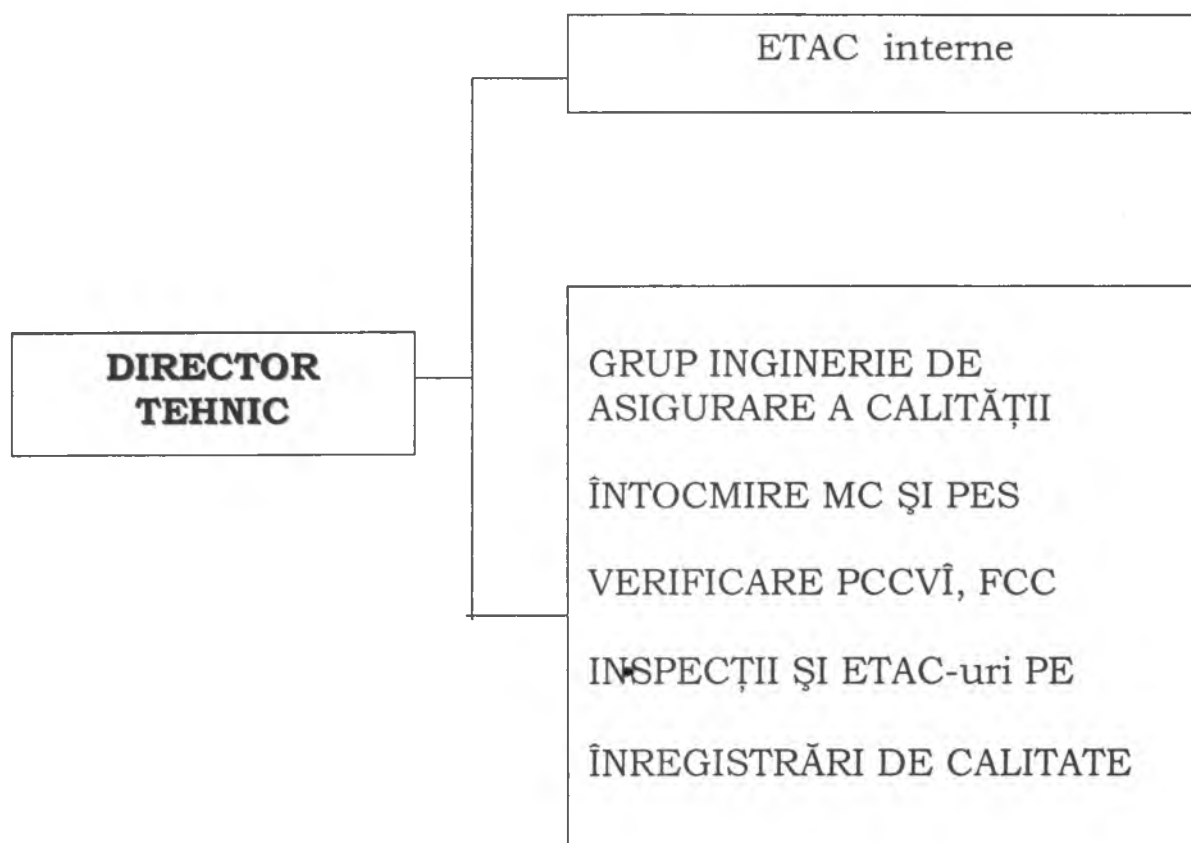 ETAC interne
DIRECTOR
TEHNIC
GRUP INGINERIE DE
ASIGURARE A CALITĂȚII
ÎNTOCMIRE MC ŞI PES
VERIFICARE PCCVÎ, FCC
INSPECȚII ŞI ETAC-uri PE
ÎNREGISTRĂRI DE CALITATE